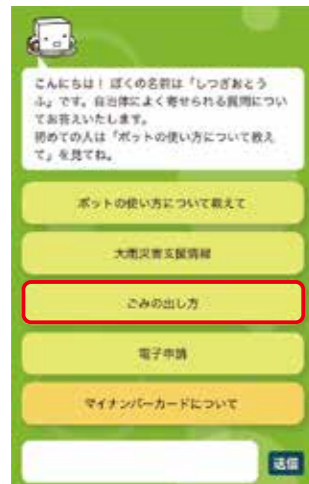 こんにちは！ ぼくの名前は「しつぎおとう
ふ」です。自治体によく寄せられる質問につい
てお答えいたします。
初めての人は「ボットの使い方について教え
て」を見てね。
ボットの使い方について教えて
大雨災害支援情報
ごみの出し方
電子申請
マイナンバーカードについて
送信